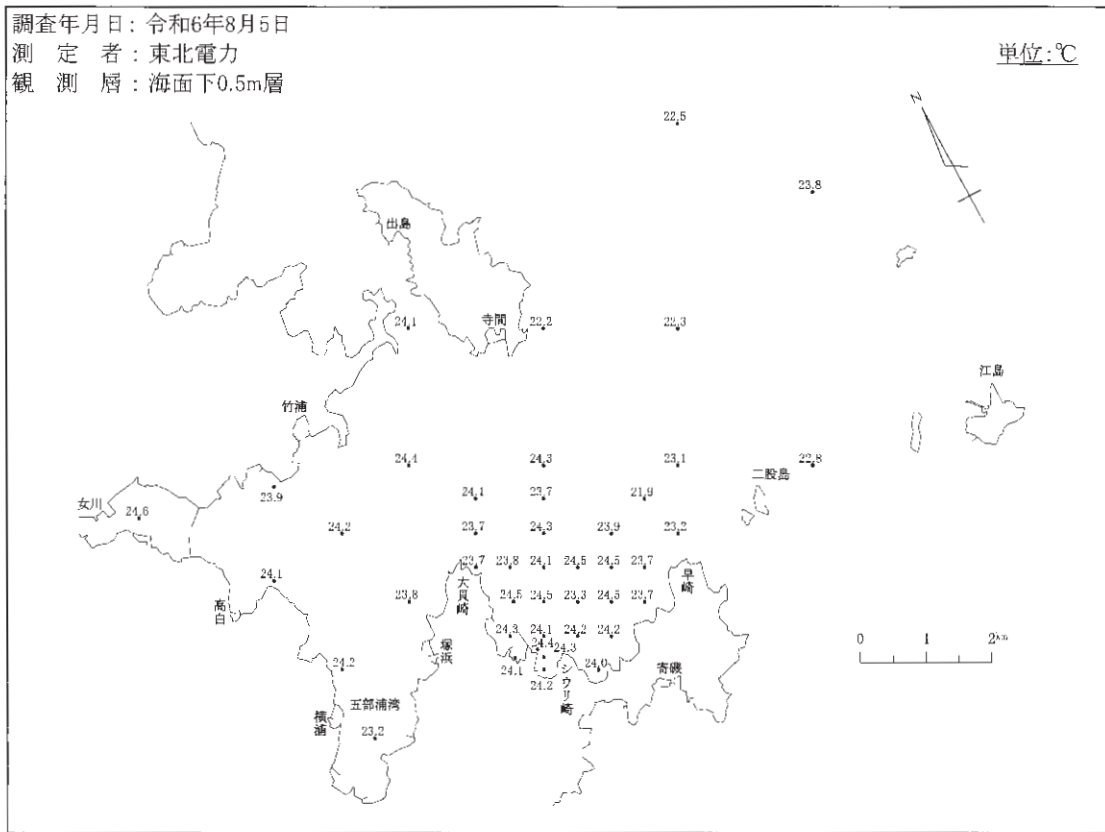 調査年月日：令和6年8月5日
測　定　者：東北電力
観　測　層：海面下0.5m層
単位：℃
N
22.5
23.8
出島
24.1
寺間
22.2
22.3
江島
竹浦
24.4
24.3
23.1
22.8
二股島
23.9
24.1
23.7
21.9
女川
24.6
24.2
23.7
24.3
23.9
23.2
23.7
23.8
24.1
24.5
24.5
23.7
24.1
大貝崎
早崎
高白
23.8
24.5
24.5
23.3
24.5
23.7
24.3
24.1
24.2
24.2
0 1 2km
塚浜
24.4
24.3
24.2
24.1
24.2
シウリ崎
24.0
寄磯
五部浦湾
横浦
23.2